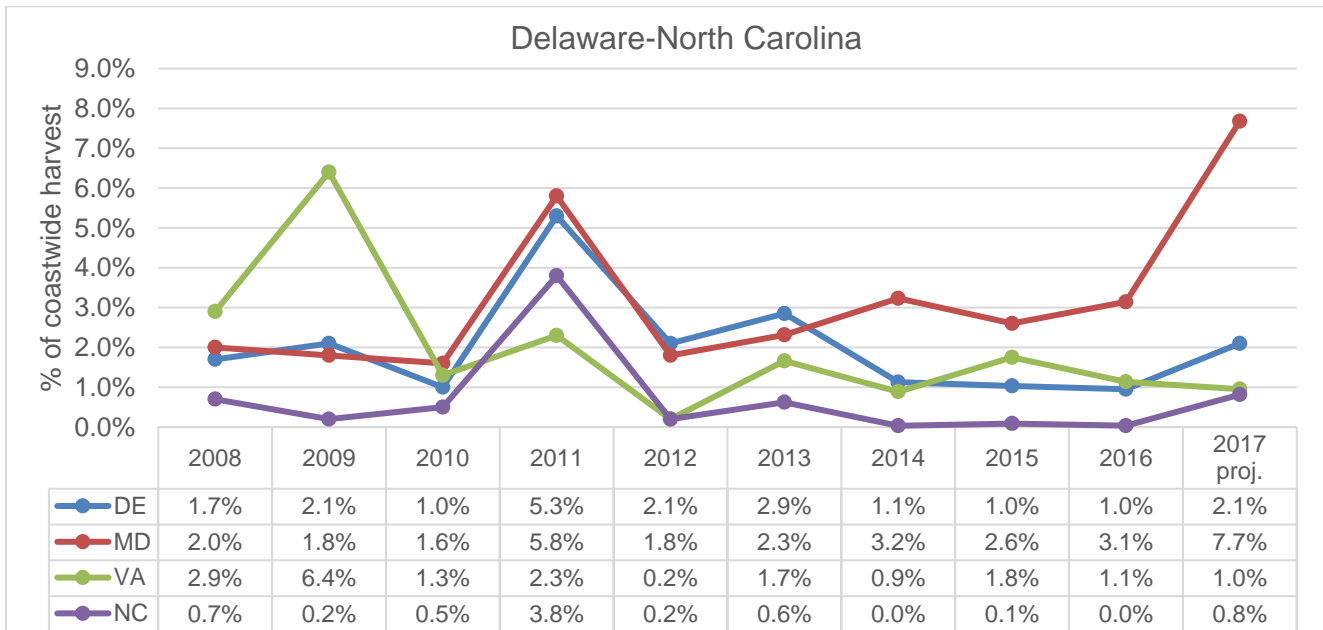 Delaware-North Carolina
% of coastwide harvest
9.0%
8.0%
7.0%
6.0%
5.0%
4.0%
3.0%
2.0%
1.0%
0.0%
2008 2009 2010 2011 2012 2013 2014 2015 2016 2017
proj.
DE 1.7% 2.1% 1.0% 5.3% 2.1% 2.9% 1.1% 1.0% 1.0% 2.1%
MD 2.0% 1.8% 1.6% 5.8% 1.8% 2.3% 3.2% 2.6% 3.1% 7.7%
VA 2.9% 6.4% 1.3% 2.3% 0.2% 1.7% 0.9% 1.8% 1.1% 1.0%
NC 0.7% 0.2% 0.5% 3.8% 0.2% 0.6% 0.0% 0.1% 0.0% 0.8%